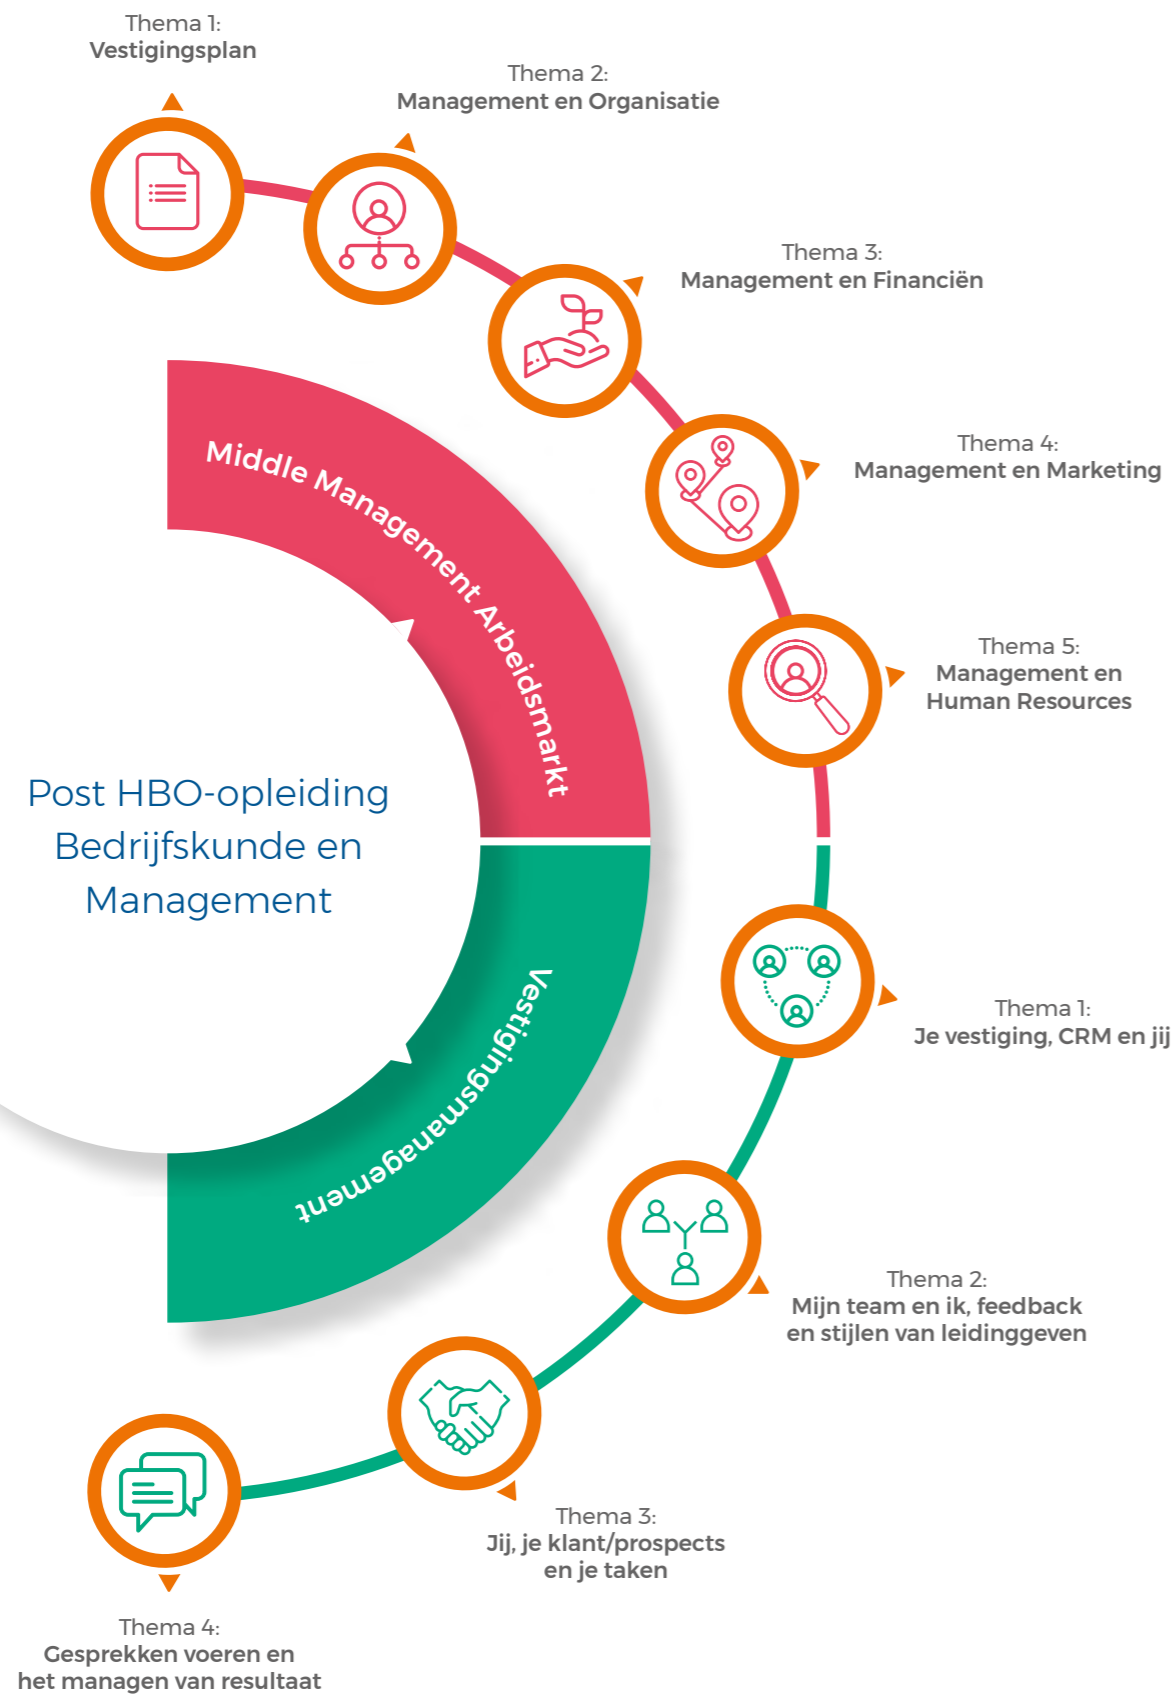 Thema 1:
Vestigingsplan
Thema 2:
Management en Organisatie
Thema 3:
Management en Financiën
Thema 4:
Management en Marketing
Thema 5:
Management en
Human Resources
Middle Management Arbeidsmarkt
Post HBO-opleiding
Bedrijfskunde en
Management
Vestigingsmanagement
Thema 1:
Je vestiging, CRM en jij
Thema 2:
Mijn team en ik, feedback
en stijlen van leidinggeven
Thema 3:
Jij, je klant/prospects
en je taken
Thema 4:
Gesprekken voeren en
het managen van resultaat